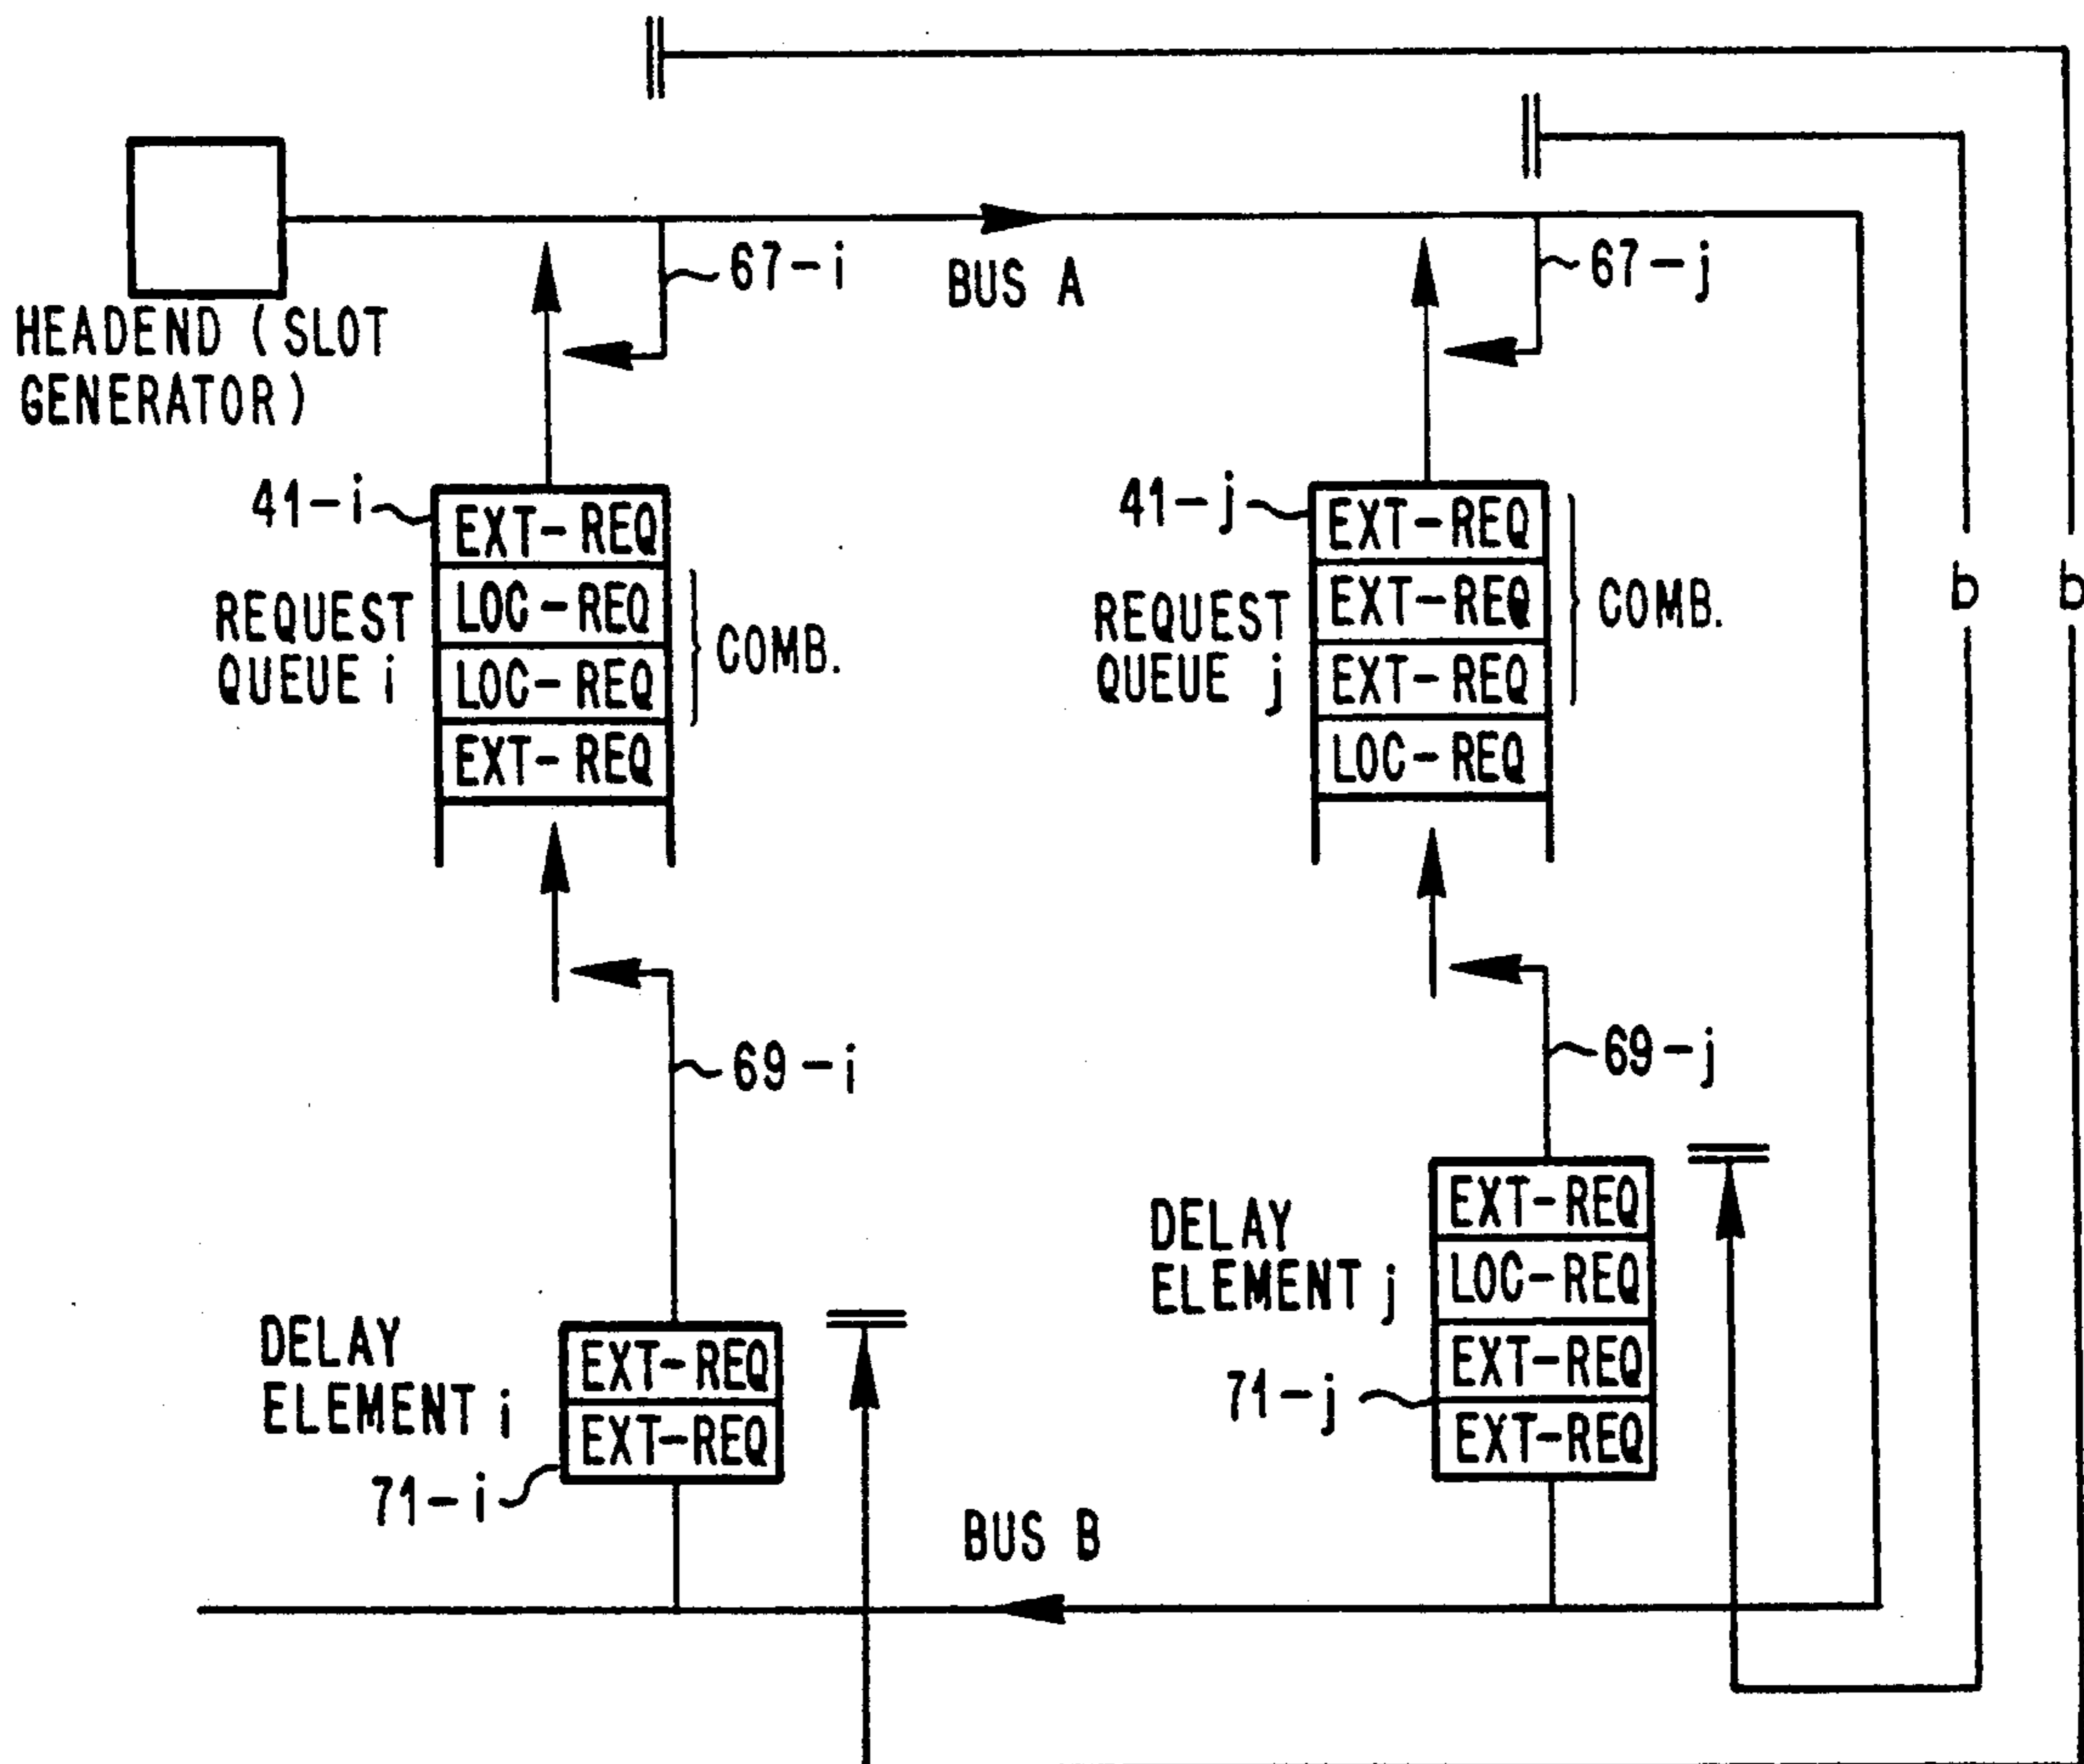 67-i
BUS A
67-j
HEADEND (SLOT
GENERATOR)
41-i
EXT-REQ
LOC-REQ
LOC-REQ
EXT-REQ
REQUEST
QUEUE i
COMB.
41-j
EXT-REQ
EXT-REQ
EXT-REQ
LOC-REQ
REQUEST
QUEUE j
COMB.
b
b
69-i
69-j
DELAY
ELEMENT i
EXT-REQ
EXT-REQ
71-i
DELAY
ELEMENT j
EXT-REQ
LOC-REQ
EXT-REQ
EXT-REQ
71-j
BUS B